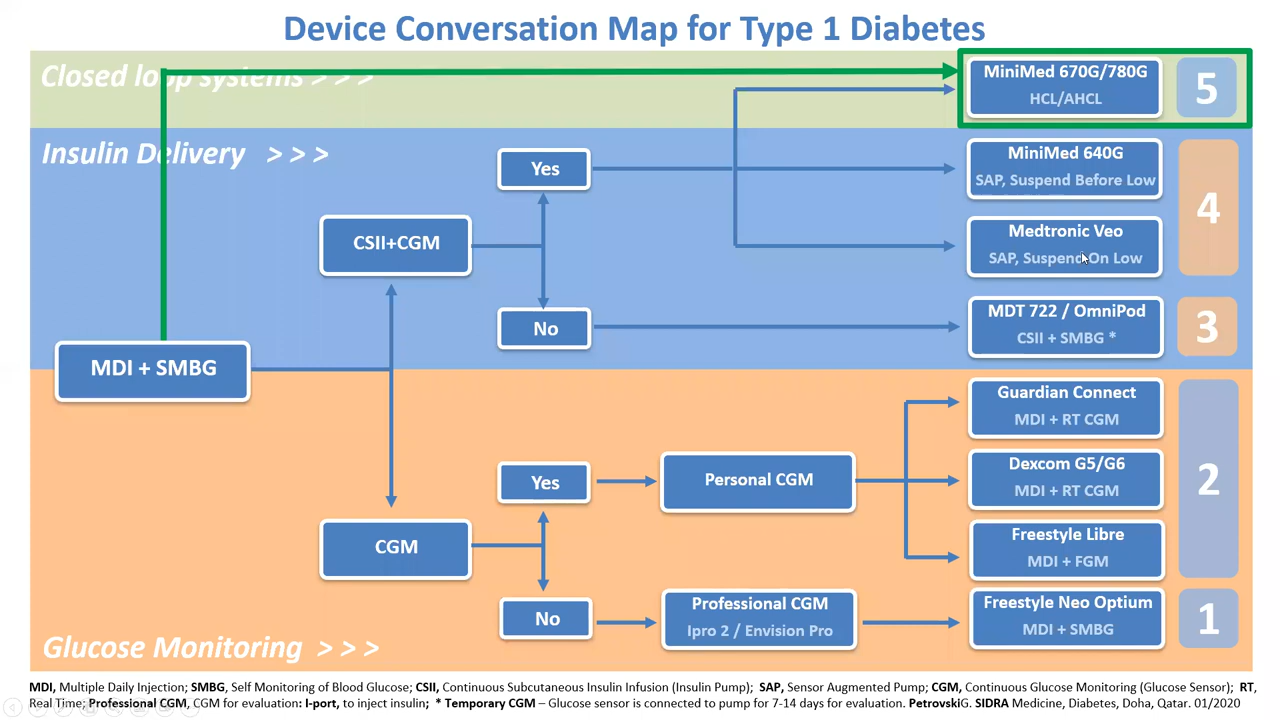 Device Conversation Map for Type 1 Diabetes
Closed loop systems > > >
MiniMed 670G/780G
HCL/AHCL
5
Insulin Delivery > > >
Yes
MiniMed 640G
SAP, Suspend Before Low
4
CSII+CGM
Medtronic Veo
SAP, Suspend On Low
No
MDT 722 / OmniPod
CSII + SMBG *
3
MDI + SMBG
Guardian Connect
MDI + RT CGM
2
Yes
Personal CGM
Dexcom G5/G6
MDI + RT CGM
CGM
Freestyle Libre
MDI + FGM
No
Professional CGM
Ipro 2 / Envision Pro
Freestyle Neo Optium
MDI + SMBG
1
Glucose Monitoring > > >
MDI, Multiple Daily Injection; SMBG, Self Monitoring of Blood Glucose; CSII, Continuous Subcutaneous Insulin Infusion (Insulin Pump); SAP, Sensor Augmented Pump; CGM, Continuous Glucose Monitoring (Glucose Sensor); RT,
Real Time; Professional CGM, CGM for evaluation: I-port, to inject insulin; * Temporary CGM – Glucose sensor is connected to pump for 7-14 days for evaluation. PetrovskiG. SIDRA Medicine, Diabetes, Doha, Qatar. 01/2020